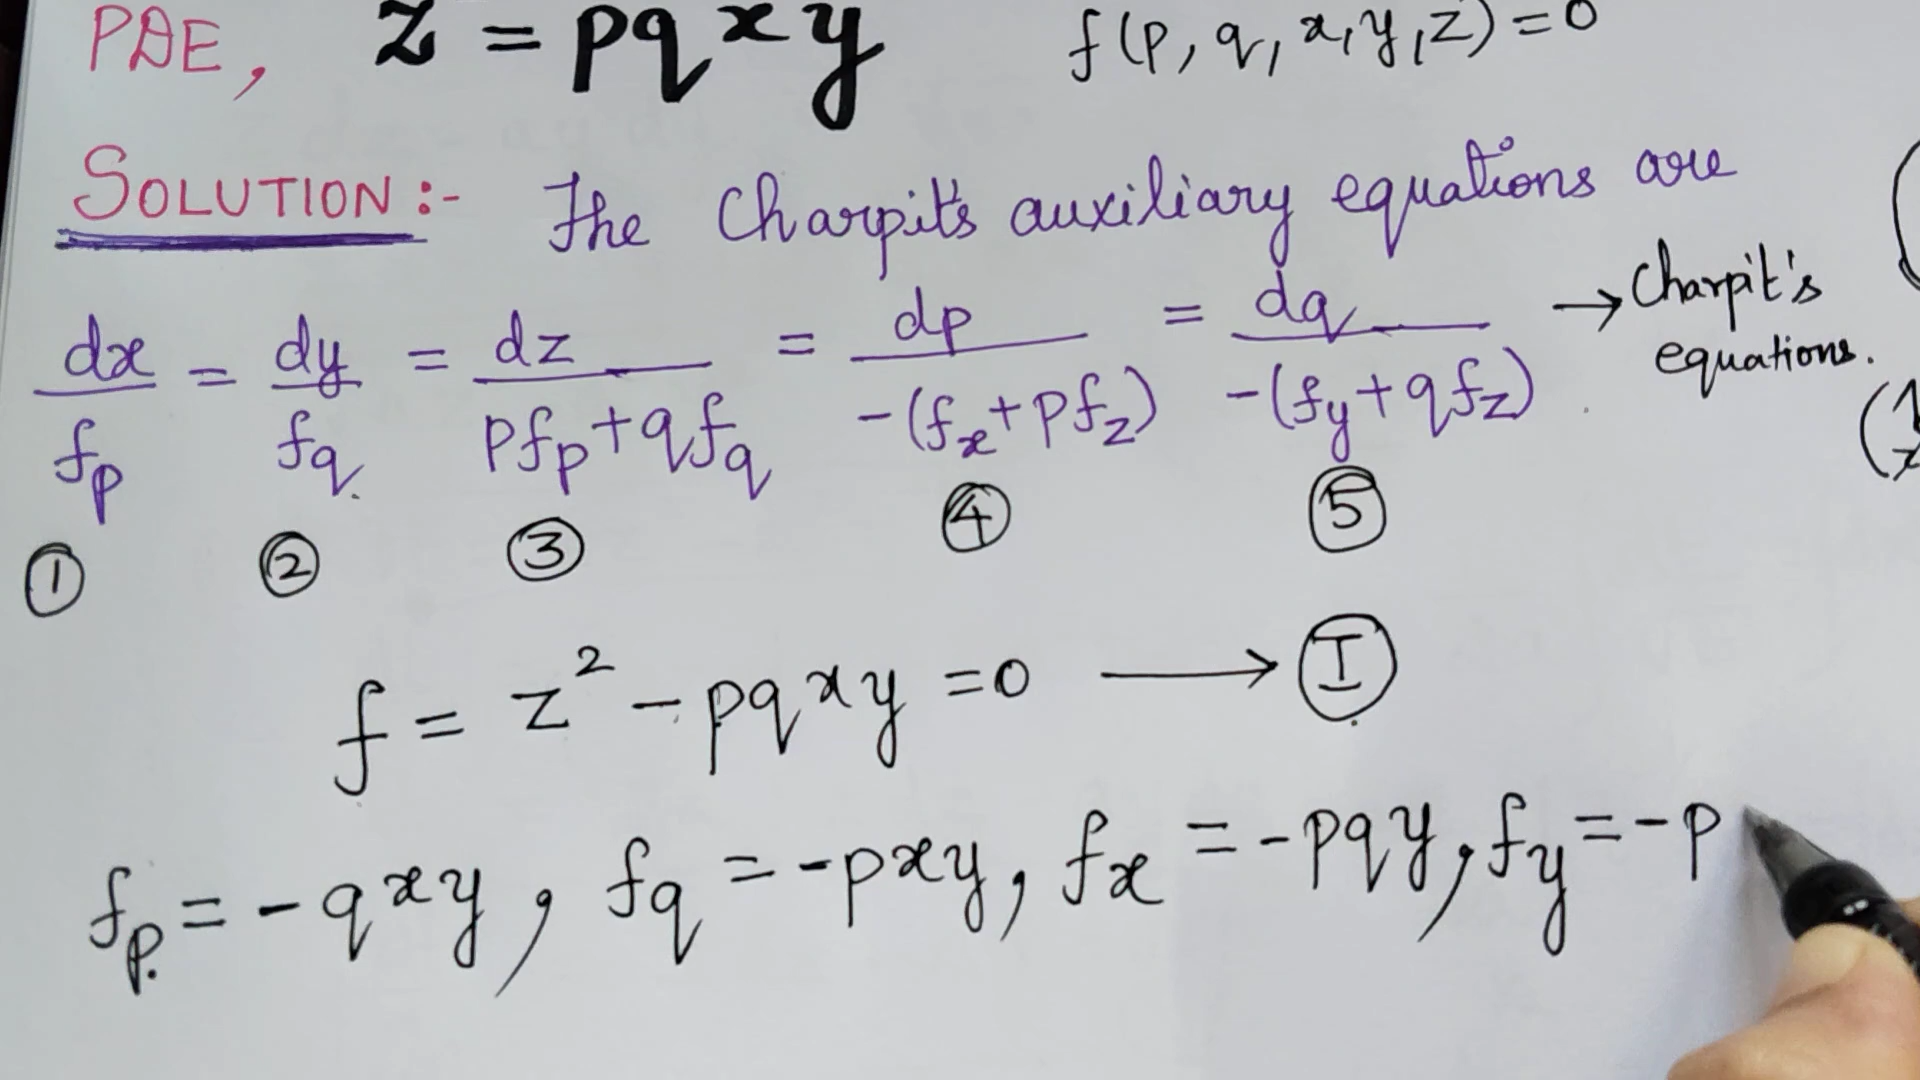 PDE, z = pqxy f(p, q, x, y, z) = 0
SOLUTION :- The Charpit's auxiliary equations are
dx/fp = dy/fq = dz/(pfp+qfq) = dp/-(fx+pfz) = dq/-(fy+qfz) → Charpit's equations.
① ② ③ ④ ⑤
f = z² - pqxy = 0 → Ⓘ
fp = -qxy, fq = -pxy, fx = -pqy, fy = -p